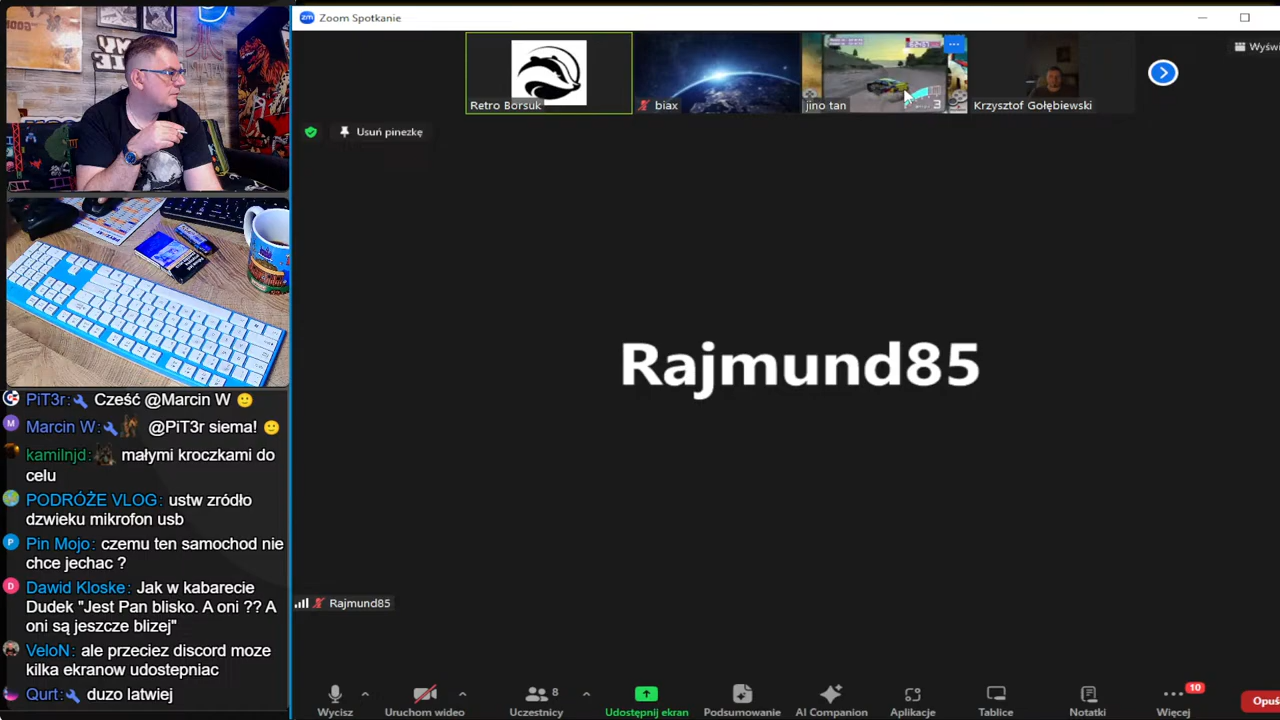 Zoom Spotkanie
Retro Borsuk
biax
jino tan
Krzysztof Gołębiewski
Usuń pinezkę
Rajmund85
Rajmund85
PiT3r: Cześć @Marcin W
Marcin W: @PiT3r siema!
kamilnjd: małymi kroczkami do
celu
PODRÓŻE VLOG: ustw zródło
dzwieku mikrofon usb
Pin Mojo: czemu ten samochod nie
chce jechac ?
Dawid Kloske: Jak w kabarecie
Dudek "Jest Pan blisko. A oni ?? A
oni są jeszcze blizej"
VeloN: ale przeciez discord moze
kilka ekranow udostepniac
Qurt: duzo latwiej
8
10
Wycisz
Uruchom wideo
Uczestnicy
Udostępnij ekran
Podsumowanie
AI Companion
Aplikacje
Tablice
Notatki
Więcej